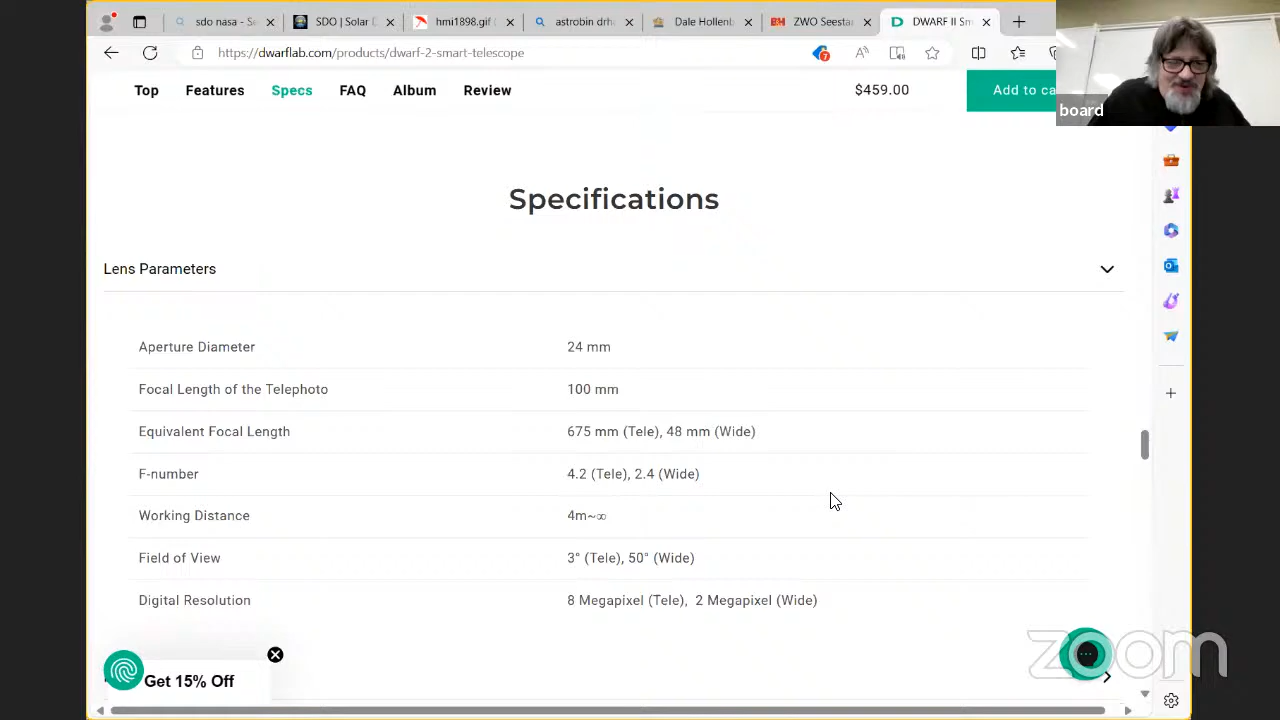 sdo nasa - Se
SDO | Solar D
hmi1898.gif (
astrobin drh
Dale Hollenb
ZWO Seestar
DWARF II Sm
https://dwarflab.com/products/dwarf-2-smart-telescope
7
Top Features Specs FAQ Album Review $459.00 Add to ca
board
Specifications
Lens Parameters
Aperture Diameter 24 mm
Focal Length of the Telephoto 100 mm
Equivalent Focal Length 675 mm (Tele), 48 mm (Wide)
F-number 4.2 (Tele), 2.4 (Wide)
Working Distance 4m~∞
Field of View 3° (Tele), 50° (Wide)
Digital Resolution 8 Megapixel (Tele), 2 Megapixel (Wide)
Get 15% Off
zoom